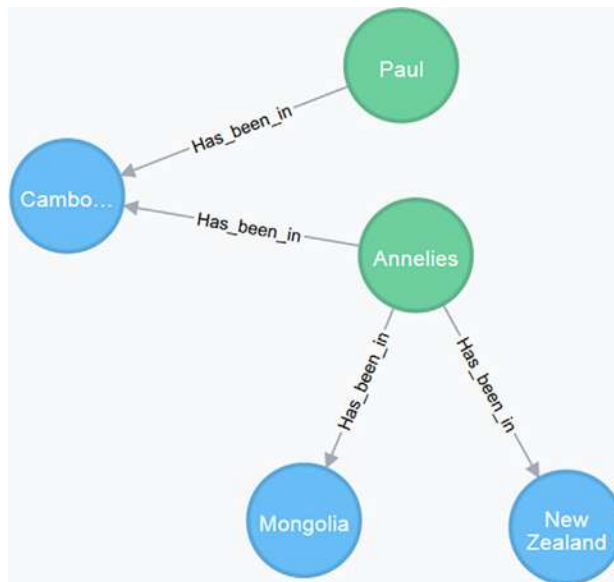 Paul
Has_been_in
Cambo...
Has_been_in
Annelies
Has_been_in
Has_been_in
Mongolia
New
Zealand